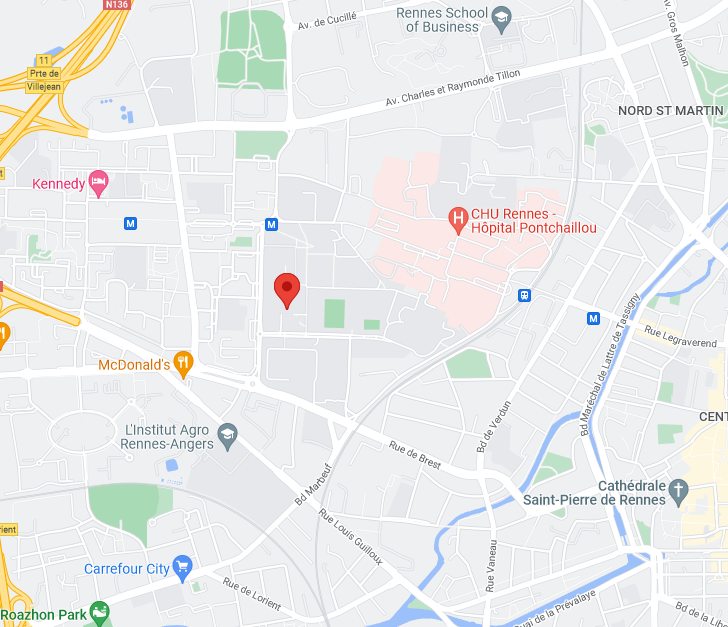 N136
Av. de Cucillé
Rennes School
of Business
Av. Gros Malhon
11
Prte de
Villejean
Av. Charles et Raymonde Tillon
NORD ST MARTIN
Kennedy
M
M
H
CHU Rennes -
Hôpital Pontchaillou
M
Rue Legraverend
Bd Maréchal de Lattre de Tassigny
McDonald's
CENT
L'Institut Agro
Rennes-Angers
Bd de Verdun
Rue de Brest
Bd Marbeuf
Cathédrale
Saint-Pierre de Rennes
Rue Louis Guilloux
rient
Rue Vaneau
Carrefour City
Rue de Lorient
Roazhon Park
Quai de la Prévalaye
Bd de la Libe